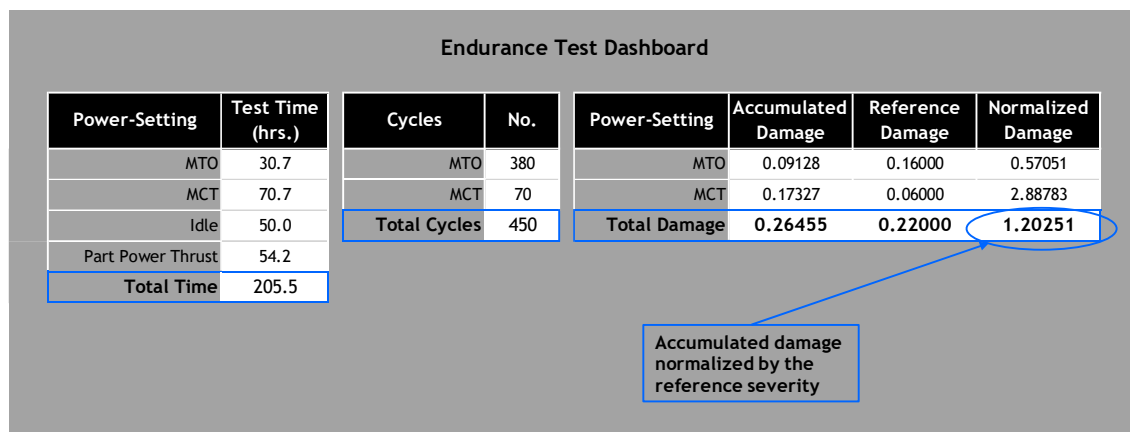 Endurance Test Dashboard
Power-Setting Test Time (hrs.)
MTO 30.7
MCT 70.7
Idle 50.0
Part Power Thrust 54.2
Total Time 205.5
Cycles No.
MTO 380
MCT 70
Total Cycles 450
Power-Setting Accumulated Damage Reference Damage Normalized Damage
MTO 0.09128 0.16000 0.57051
MCT 0.17327 0.06000 2.88783
Total Damage 0.26455 0.22000 1.20251
Accumulated damage
normalized by the
reference severity